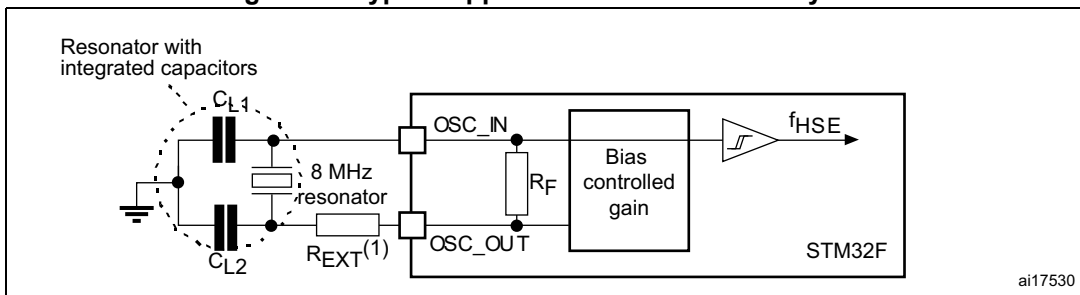 Resonator with
integrated capacitors
CL1
OSC_IN
fHSE
8 MHz
resonator
RF
Bias
controlled
gain
REXT(1)
OSC_OUT
STM32F
CL2
ai17530